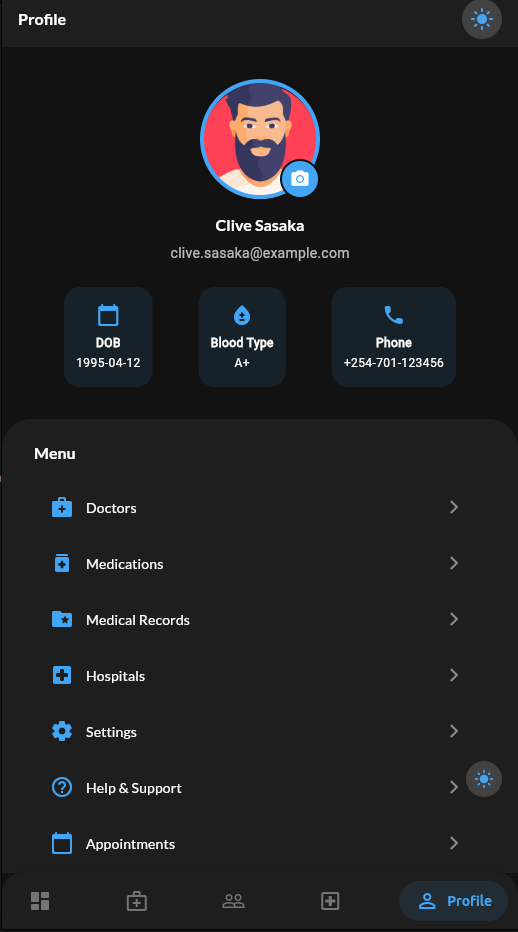 Profile
Clive Sasaka
clive.sasaka@example.com
DOB
1995-04-12
Blood Type
A+
Phone
+254-701-123456
Menu
Doctors
Medications
Medical Records
Hospitals
Settings
Help & Support
Appointments
Profile